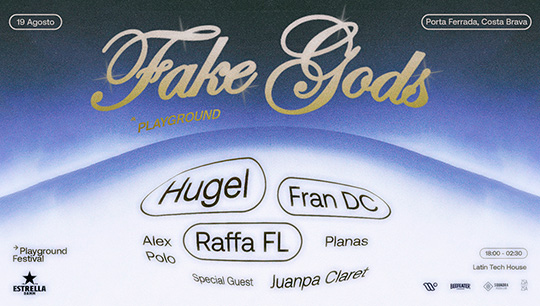 19 Agosto
Porta Ferrada, Costa Brava
Fake Gods
PLAYGROUND
Hugel
Fran DC
Alex
Polo
Raffa FL
Planas
Special Guest
Juanpa Claret
Playground
Festival
18:00 - 02:30
Latin Tech House
ESTRELLA
DAMM
BEEFEATER